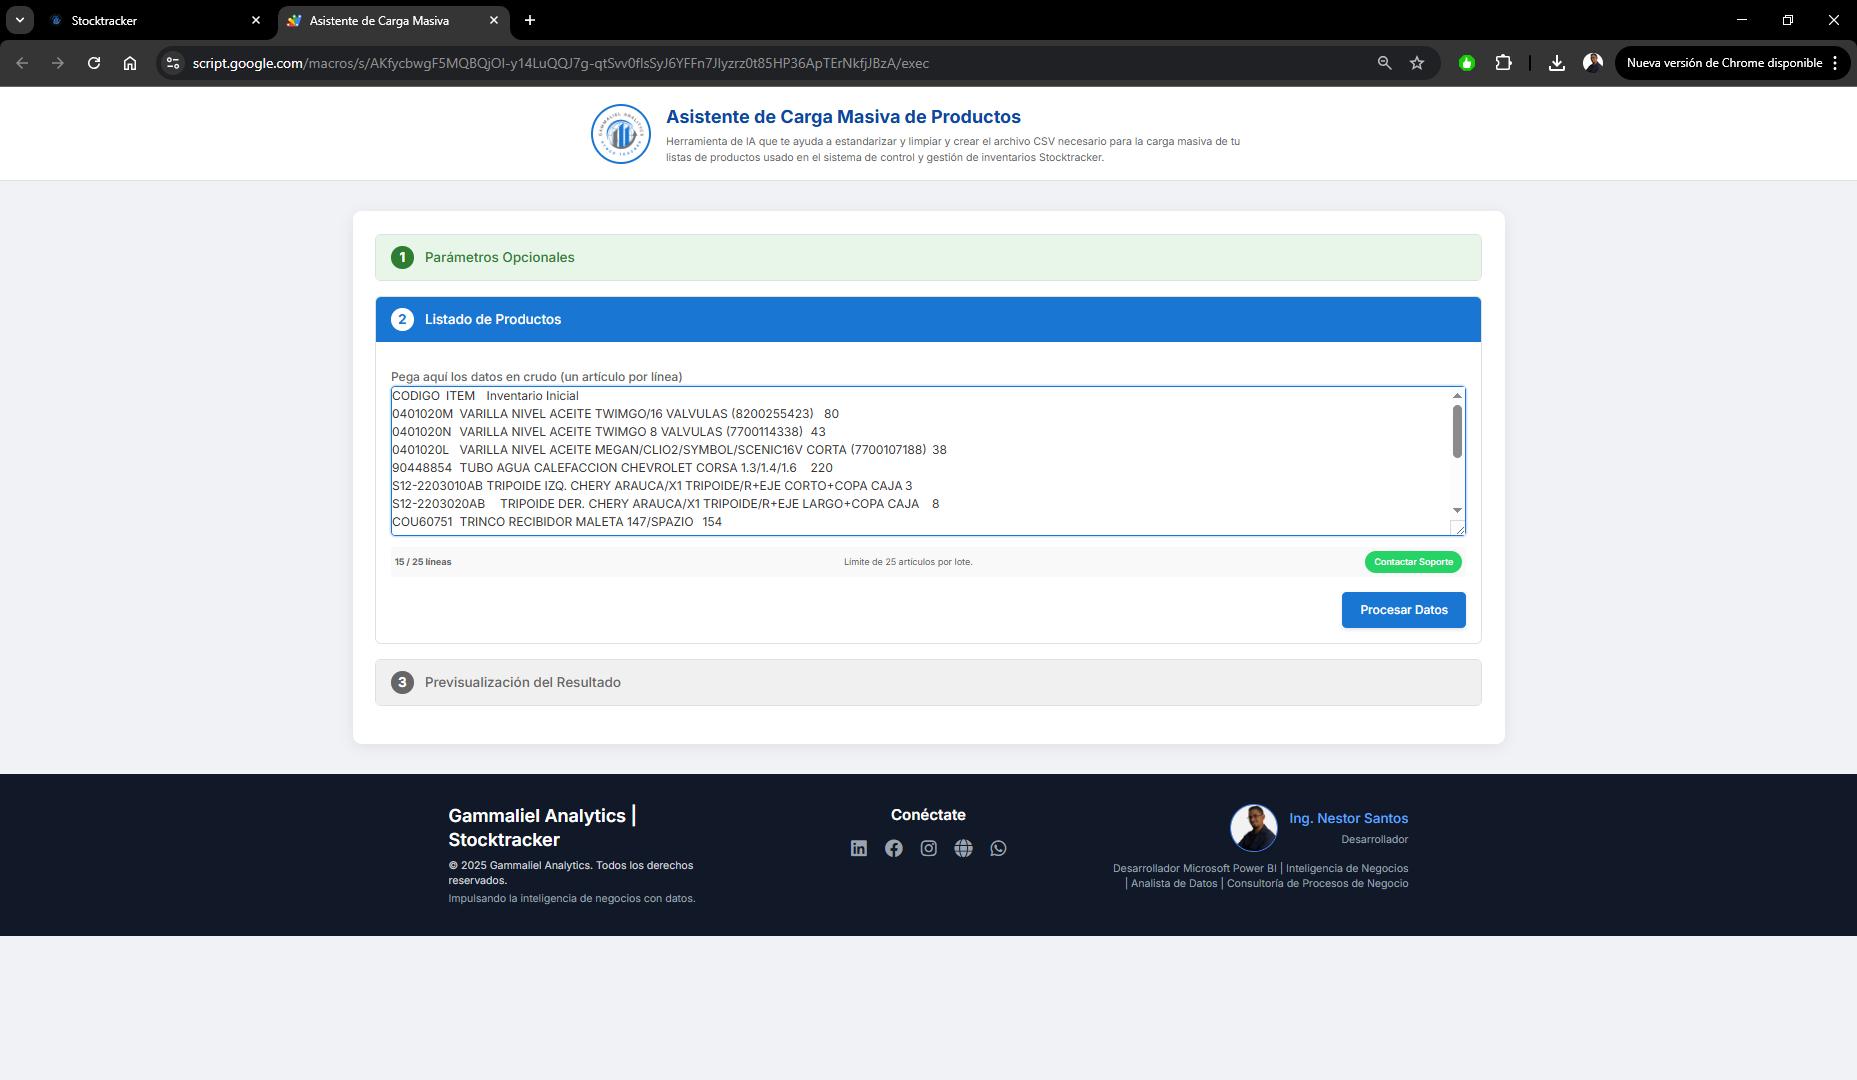 Stocktracker
Asistente de Carga Masiva
script.google.com/macros/s/AKfycbwgF5MQBQjOI-y14LuQQJ7g-qtSvv0flsSyJ6YFFn7JIyzrz0t85HP36ApTErNkfjJBzA/exec
Nueva versión de Chrome disponible
Asistente de Carga Masiva de Productos
Herramienta de IA que te ayuda a estandarizar y limpiar y crear el archivo CSV necesario para la carga masiva de tu
listas de productos usado en el sistema de control y gestión de inventarios Stocktracker.
1 Parámetros Opcionales
2 Listado de Productos
Pega aquí los datos en crudo (un artículo por línea)
CODIGO ITEM Inventario Inicial
0401020M VARILLA NIVEL ACEITE TWIMGO/16 VALVULAS (8200255423) 80
0401020N VARILLA NIVEL ACEITE TWIMGO 8 VALVULAS (7700114338) 43
0401020L VARILLA NIVEL ACEITE MEGAN/CLIO2/SYMBOL/SCENIC16V CORTA (7700107188) 38
90448854 TUBO AGUA CALEFACCION CHEVROLET CORSA 1.3/1.4/1.6 220
S12-2203010AB TRIPOIDE IZQ. CHERY ARAUCA/X1 TRIPOIDE/R+EJE CORTO+COPA CAJA 3
S12-2203020AB TRIPOIDE DER. CHERY ARAUCA/X1 TRIPOIDE/R+EJE LARGO+COPA CAJA 8
COU60751 TRINCO RECIBIDOR MALETA 147/SPAZIO 154
15 / 25 líneas
Límite de 25 artículos por lote.
Contactar Soporte
Procesar Datos
3 Previsualización del Resultado
Gammaliel Analytics |
Stocktracker
© 2025 Gammaliel Analytics. Todos los derechos
reservados.
Impulsando la inteligencia de negocios con datos.
Conéctate
Ing. Nestor Santos
Desarrollador
Desarrollador Microsoft Power BI | Inteligencia de Negocios
| Analista de Datos | Consultoría de Procesos de Negocio